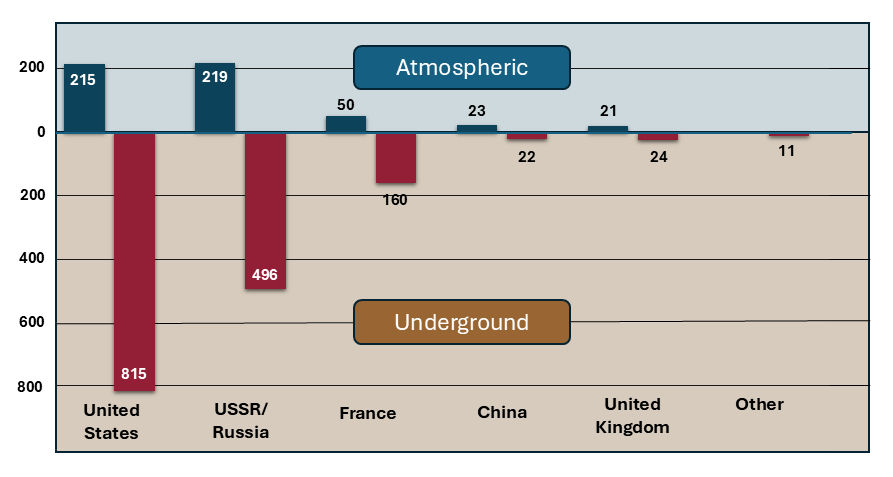 Atmospheric
200
215
219
50
23
21
0
22
24
11
160
200
400
496
600
Underground
800
815
United
States
USSR/
Russia
France
China
United
Kingdom
Other